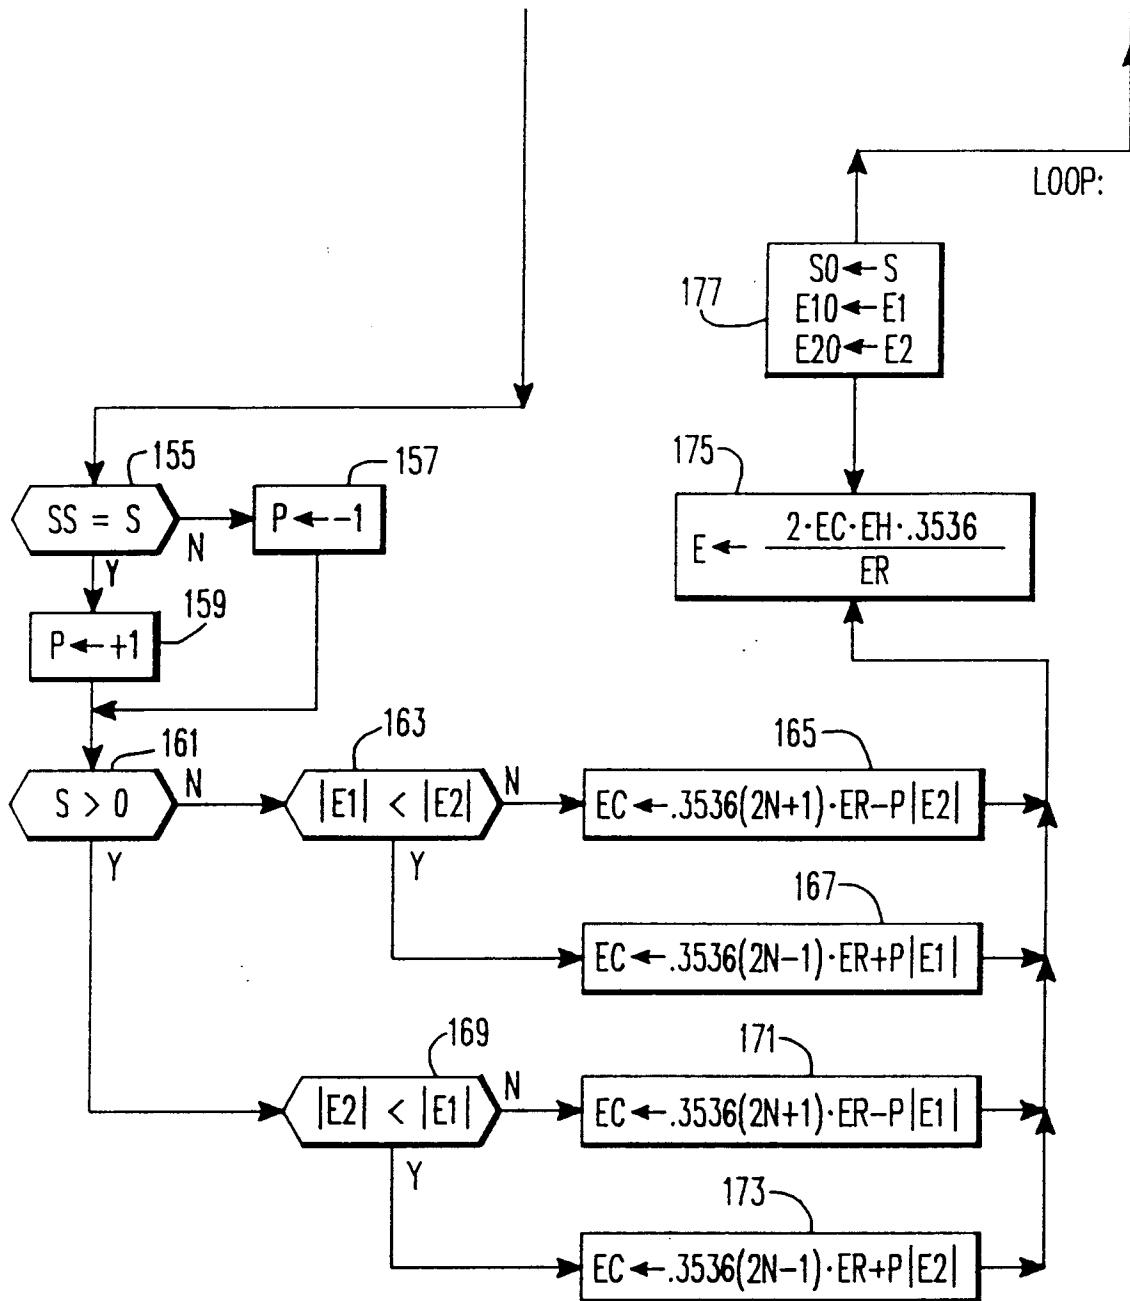 LOOP:
S0←S
177
E10←E1
E20←E2
155
157
175
SS = S
N
P←-1
E← 2·EC·EH·.3536
ER
Y
159
P←+1
161
163
165
S > 0
N
|E1| < |E2|
N
EC←.3536(2N+1)·ER-P|E2|
Y
Y
167
EC←.3536(2N-1)·ER+P|E1|
169
171
|E2| < |E1|
N
EC←.3536(2N+1)·ER-P|E1|
Y
173
EC←.3536(2N-1)·ER+P|E2|